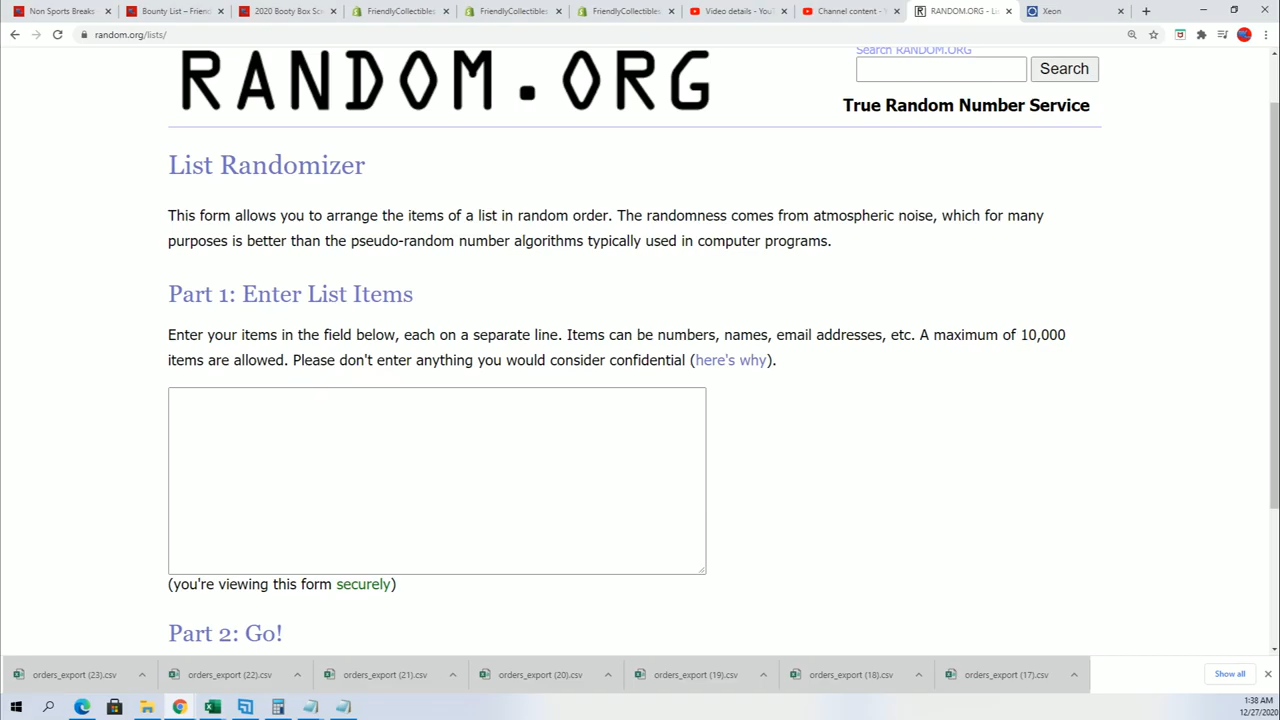 Non Sports Breaks
Bounty List – Friend
2020 Booty Box Sc
FriendlyCollectibles
FriendlyCollectibles
FriendlyCollectibles
Video details - You
Channel content - Y
RANDOM.ORG - Li
Xeon
random.org/lists/
RANDOM.ORG
Search RANDOM.ORG
Search
True Random Number Service
List Randomizer
This form allows you to arrange the items of a list in random order. The randomness comes from atmospheric noise, which for many
purposes is better than the pseudo-random number algorithms typically used in computer programs.
Part 1: Enter List Items
Enter your items in the field below, each on a separate line. Items can be numbers, names, email addresses, etc. A maximum of 10,000
items are allowed. Please don't enter anything you would consider confidential (here's why).
(you're viewing this form securely)
Part 2: Go!
orders_export (23).csv
orders_export (22).csv
orders_export (21).csv
orders_export (20).csv
orders_export (19).csv
orders_export (18).csv
orders_export (17).csv
Show all
1:38 AM
12/27/2020